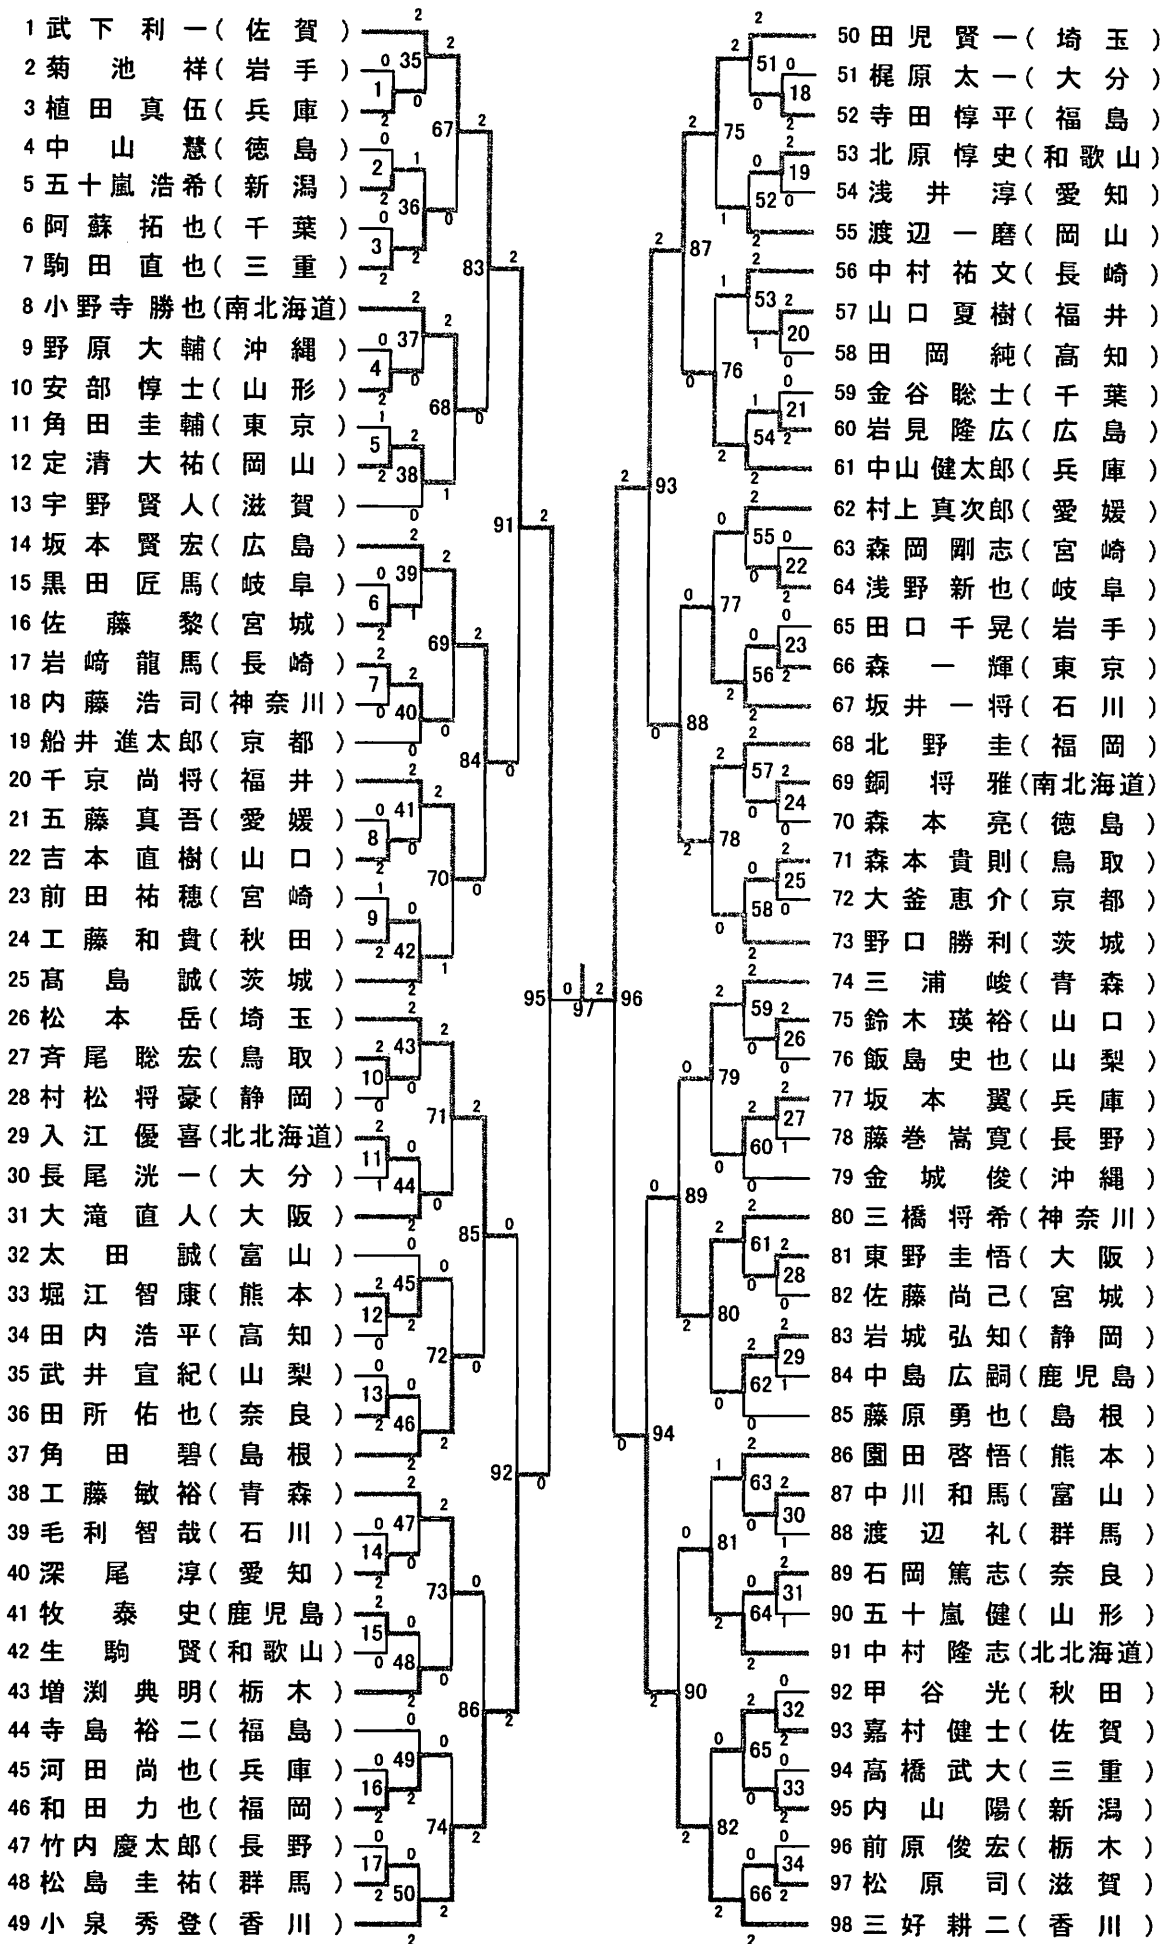 1 武下利一(佐賀)
2 菊池祥(岩手)
3 植田真伍(兵庫)
4 中山慧(徳島)
5 五十嵐浩希(新潟)
6 阿蘇拓也(千葉)
7 駒田直也(三重)
8 小野寺勝也(南北海道)
9 野原大輔(沖縄)
10 安部惇士(山形)
11 角田圭輔(東京)
12 定清大祐(岡山)
13 宇野賢人(滋賀)
14 坂本賢宏(広島)
15 黒田匠馬(岐阜)
16 佐藤黎(宮城)
17 岩﨑龍馬(長崎)
18 内藤浩司(神奈川)
19 船井進太郎(京都)
20 千京尚将(福井)
21 五藤真吾(愛媛)
22 吉本直樹(山口)
23 前田祐穂(宮崎)
24 工藤和貴(秋田)
25 髙島誠(茨城)
26 松本岳(埼玉)
27 斉尾聡宏(鳥取)
28 村松将豪(静岡)
29 入江優喜(北北海道)
30 長尾洸一(大分)
31 大滝直人(大阪)
32 太田誠(富山)
33 堀江智康(熊本)
34 田内浩平(高知)
35 武井宣紀(山梨)
36 田所佑也(奈良)
37 角田碧(島根)
38 工藤敏裕(青森)
39 毛利智哉(石川)
40 深尾淳(愛知)
41 牧泰史(鹿児島)
42 生駒賢(和歌山)
43 増渕典明(栃木)
44 寺島裕二(福島)
45 河田尚也(兵庫)
46 和田力也(福岡)
47 竹内慶太郎(長野)
48 松島圭祐(群馬)
49 小泉秀登(香川)
50 田児賢一(埼玉)
51 梶原太一(大分)
52 寺田惇平(福島)
53 北原惇史(和歌山)
54 浅井淳(愛知)
55 渡辺一磨(岡山)
56 中村祐文(長崎)
57 山口夏樹(福井)
58 田岡純(高知)
59 金谷聡士(千葉)
60 岩見隆広(広島)
61 中山健太郎(兵庫)
62 村上真次郎(愛媛)
63 森岡剛志(宮崎)
64 浅野新也(岐阜)
65 田口千晃(岩手)
66 森一輝(東京)
67 坂井一将(石川)
68 北野圭(福岡)
69 銅将雅(南北海道)
70 森本亮(徳島)
71 森本貴則(鳥取)
72 大釜恵介(京都)
73 野口勝利(茨城)
74 三浦峻(青森)
75 鈴木瑛裕(山口)
76 飯島史也(山梨)
77 坂本翼(兵庫)
78 藤巻嵩寛(長野)
79 金城俊(沖縄)
80 三橋将希(神奈川)
81 東野圭悟(大阪)
82 佐藤尚己(宮城)
83 岩城弘知(静岡)
84 中島広嗣(鹿児島)
85 藤原勇也(島根)
86 園田啓悟(熊本)
87 中川和馬(富山)
88 渡辺礼(群馬)
89 石岡篤志(奈良)
90 五十嵐健(山形)
91 中村隆志(北北海道)
92 甲谷光(秋田)
93 嘉村健士(佐賀)
94 高橋武大(三重)
95 内山陽(新潟)
96 前原俊宏(栃木)
97 松原司(滋賀)
98 三好耕二(香川)